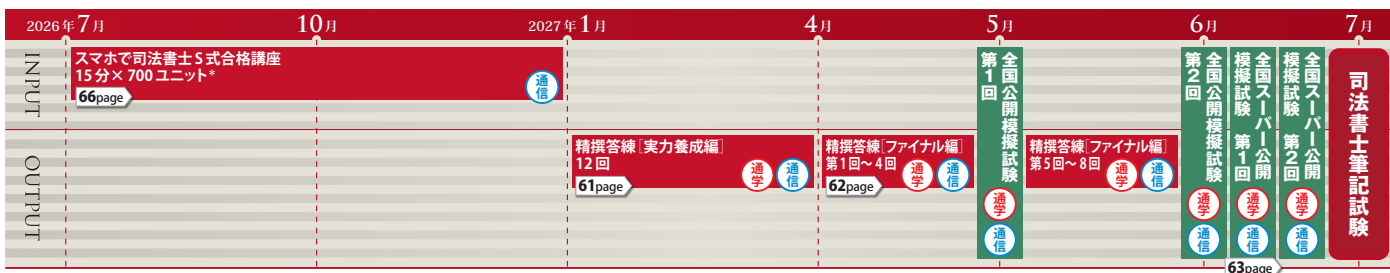 2026年7月
10月
2027年1月
4月
5月
6月
7月
INPUT
スマホで司法書士S式合格講座
15分×700ユニット*
66page
通信
全国公開模擬試験
第1回
通学
通信
全国公開模擬試験
第2回
通学
通信
全国スーパー公開
模擬試験 第1回
通学
通信
全国スーパー公開
模擬試験 第2回
通学
通信
63page
司法書士筆記試験
OUTPUT
精撰答練[実力養成編]
12回
61page
通学
通信
精撰答練[ファイナル編]
第1回~4回
62page
通学
通信
精撰答練[ファイナル編]
第5回~8回
通学
通信